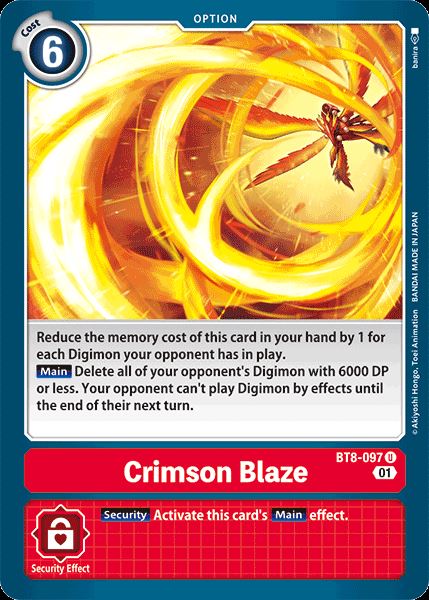 OPTION
Cost
6
banira
©Akiyoshi Hongo, Toei Animation BANDAI MADE IN JAPAN
Reduce the memory cost of this card in your hand by 1 for
each Digimon your opponent has in play.
Main Delete all of your opponent's Digimon with 6000 DP
or less. Your opponent can't play Digimon by effects until
the end of their next turn.
BT8-097 U
Crimson Blaze
01
Security Activate this card's Main effect.
Security Effect